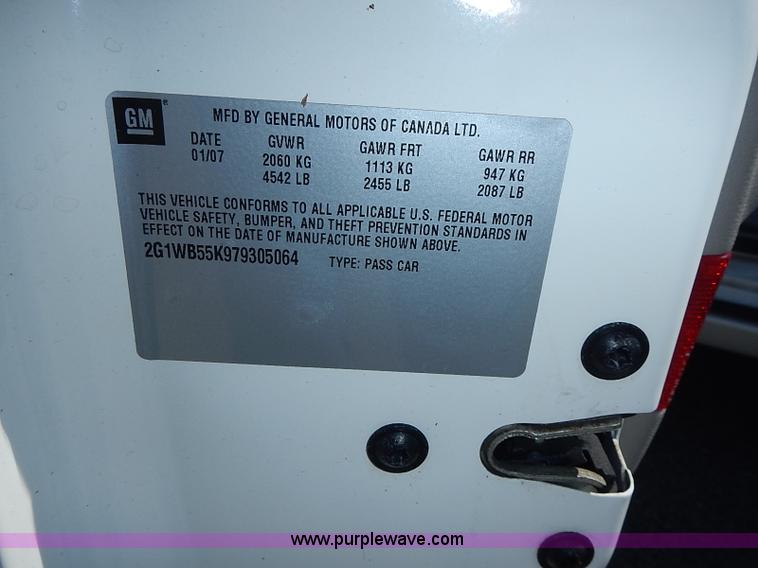 GM ®
MFD BY GENERAL MOTORS OF CANADA LTD.
DATE GVWR GAWR FRT GAWR RR
01/07 2060 KG 1113 KG 947 KG
4542 LB 2455 LB 2087 LB
THIS VEHICLE CONFORMS TO ALL APPLICABLE U.S. FEDERAL MOTOR
VEHICLE SAFETY, BUMPER, AND THEFT PREVENTION STANDARDS IN
EFFECT ON THE DATE OF MANUFACTURE SHOWN ABOVE.
2G1WB55K979305064 TYPE: PASS CAR
www.purplewave.com